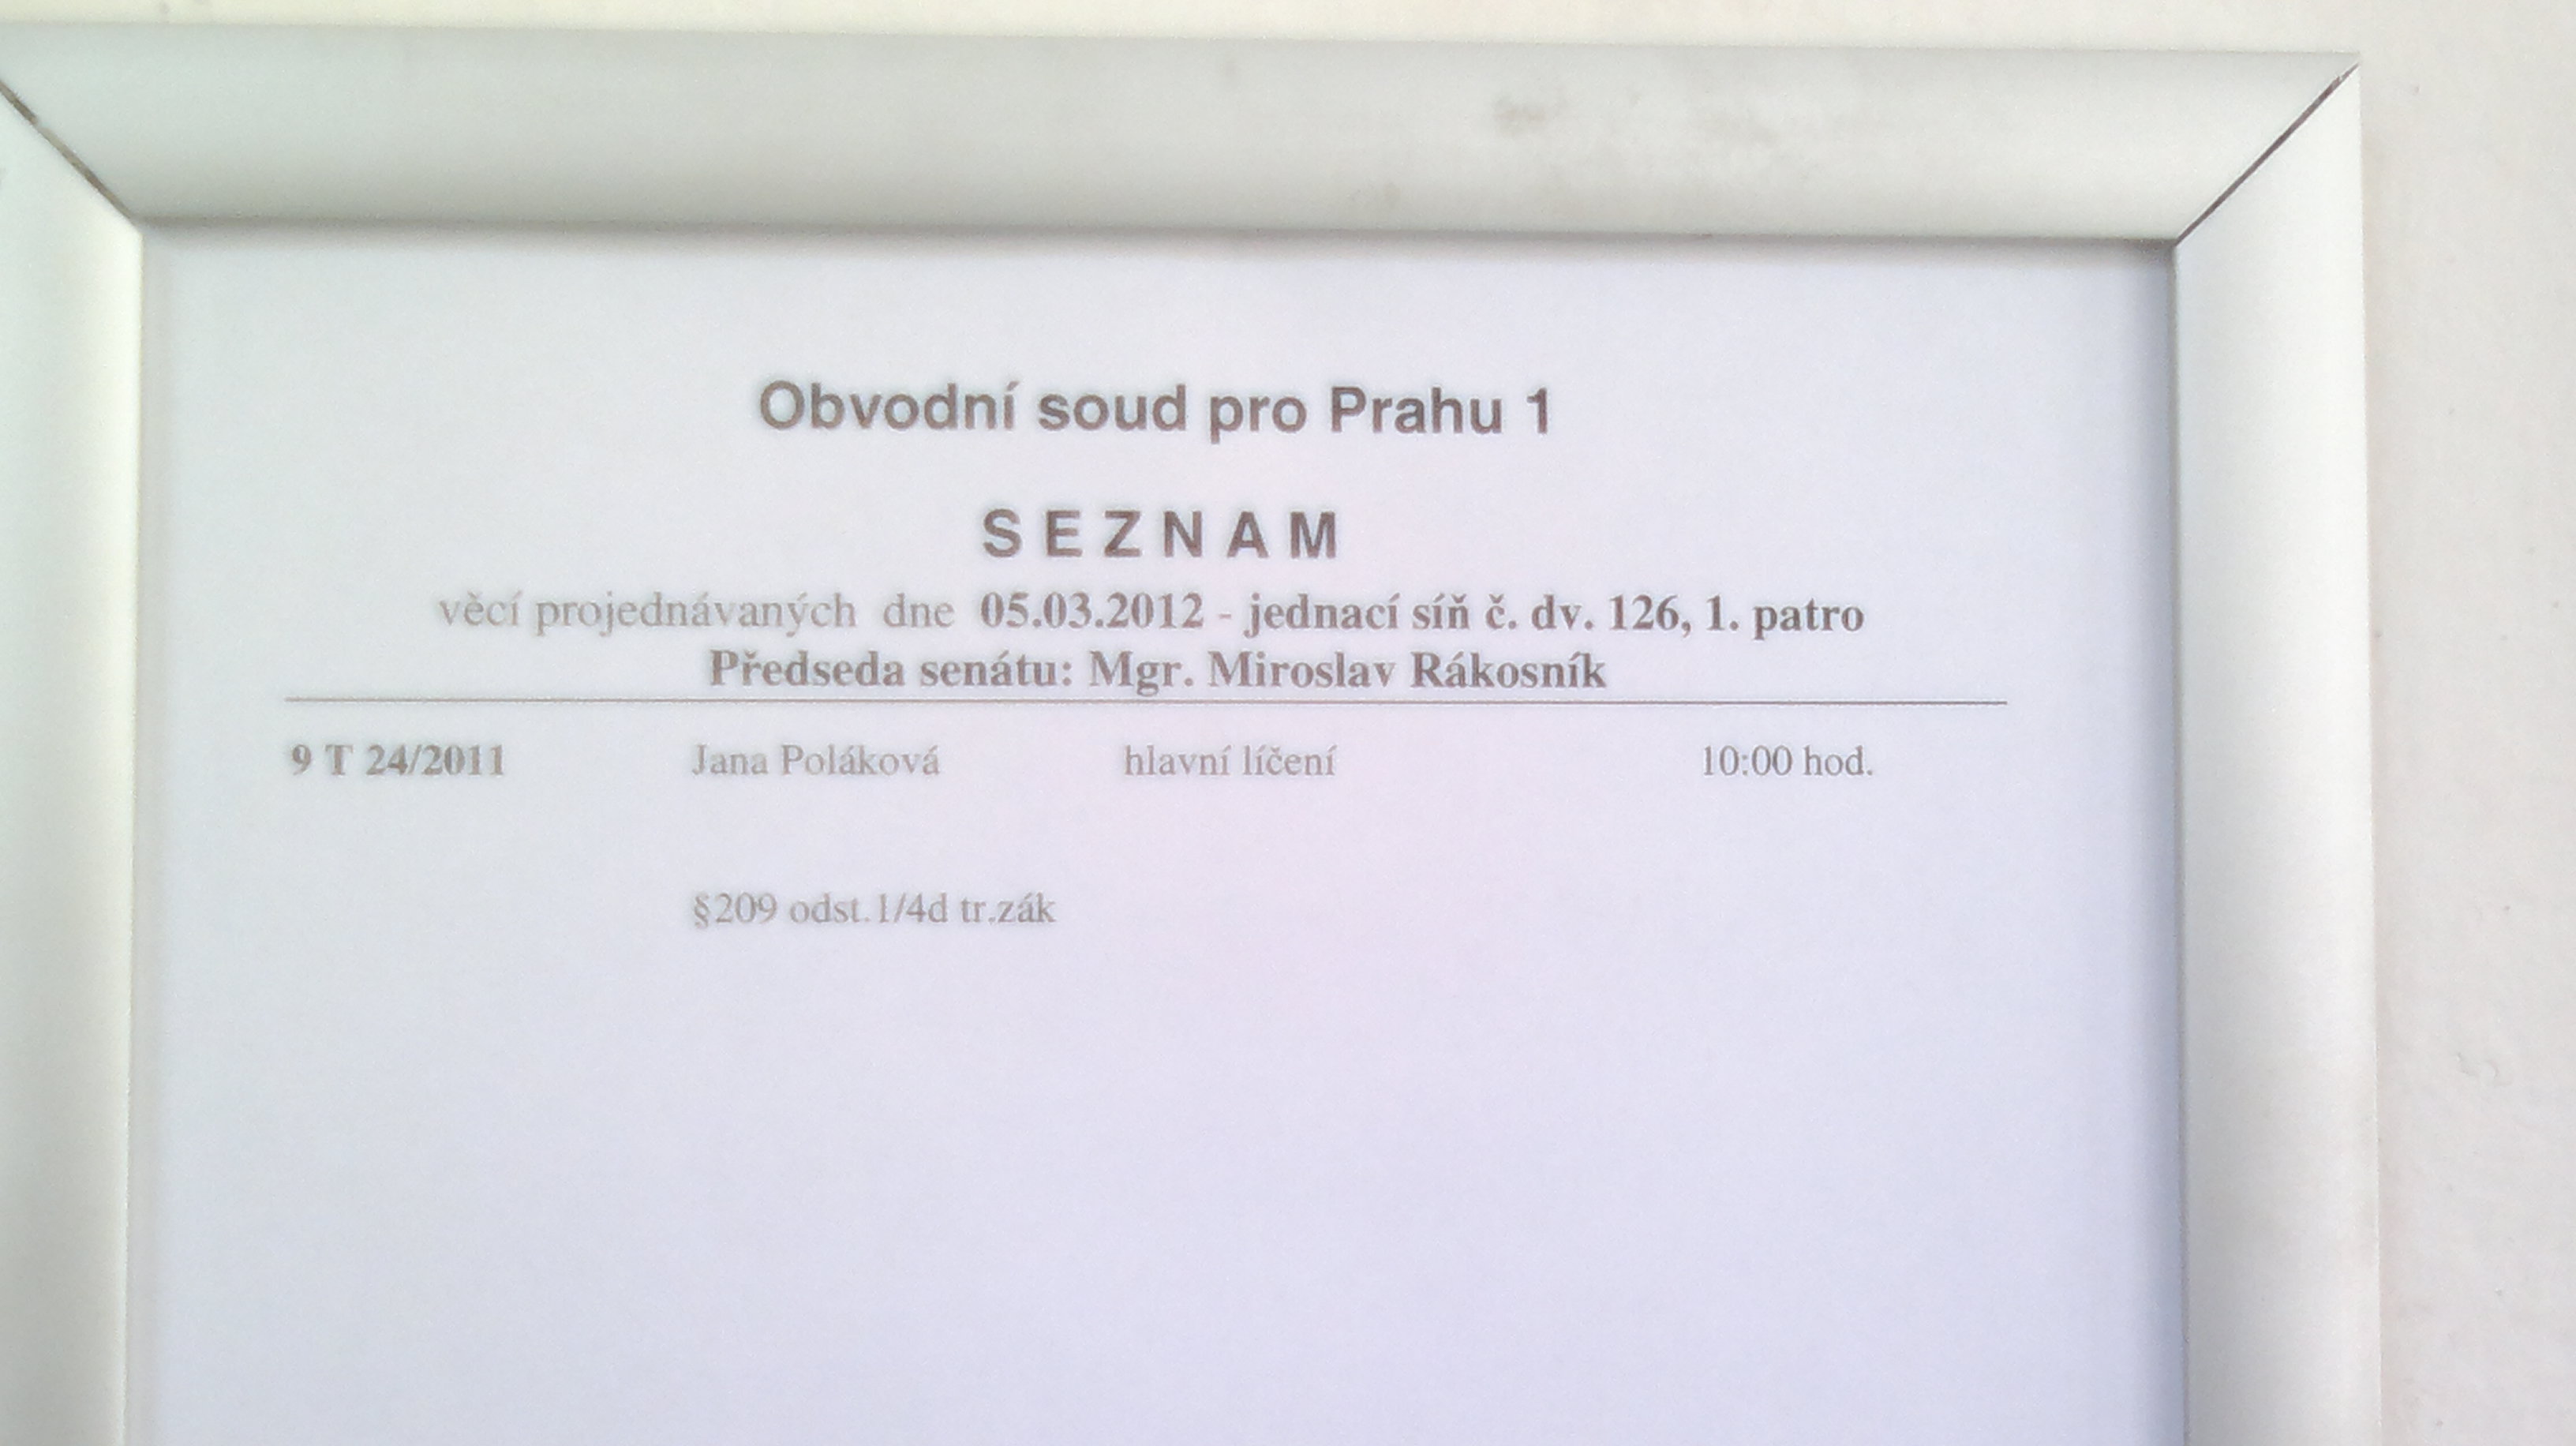 Obvodní soud pro Prahu 1
S E Z N A M
věcí projednávaných dne 05.03.2012 - jednací síň č. dv. 126, 1. patro
Předseda senátu: Mgr. Miroslav Rákosník
9 T 24/2011 Jana Poláková hlavní líčení 10:00 hod.
§209 odst.1/4d tr.zák